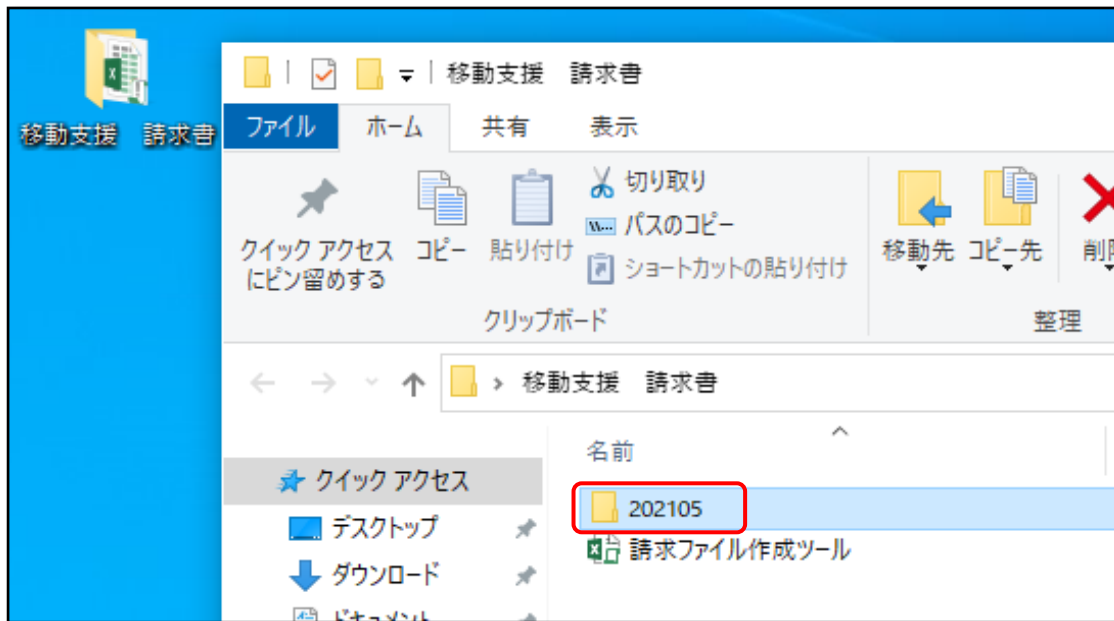 移動支援　請求書
移動支援　請求書
ファイル ホーム 共有 表示
クイック アクセス
にピン留めする
コピー
貼り付け
切り取り
パスのコピー
ショートカットの貼り付け
移動先
コピー先
クリップボード
整理
移動支援　請求書
名前
クイック アクセス
デスクトップ
ダウンロード
ドキュメント
202105
請求ファイル作成ツール